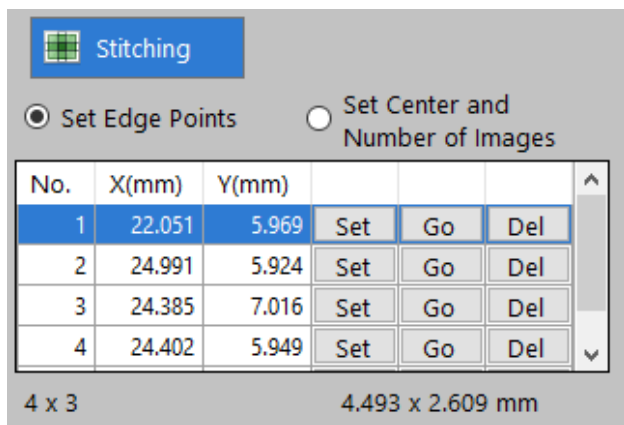 Stitching
Set Edge Points
Set Center and
Number of Images
No. X(mm) Y(mm)
1 22.051 5.969 Set Go Del
2 24.991 5.924 Set Go Del
3 24.385 7.016 Set Go Del
4 24.402 5.949 Set Go Del
4 x 3 4.493 x 2.609 mm